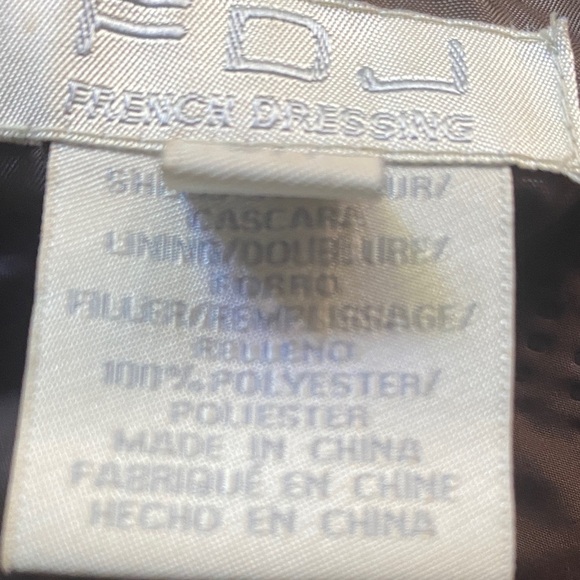 FDJ
FRENCH DRESSING
UR/
CASCARA
LINING/DOUBLURE/
FORRO
FILLER/REMPLISSAGE/
RELLENO
100% POLYESTER/
POLIESTER
MADE IN CHINA
FABRIQUÉ EN CHINE
HECHO EN CHINA